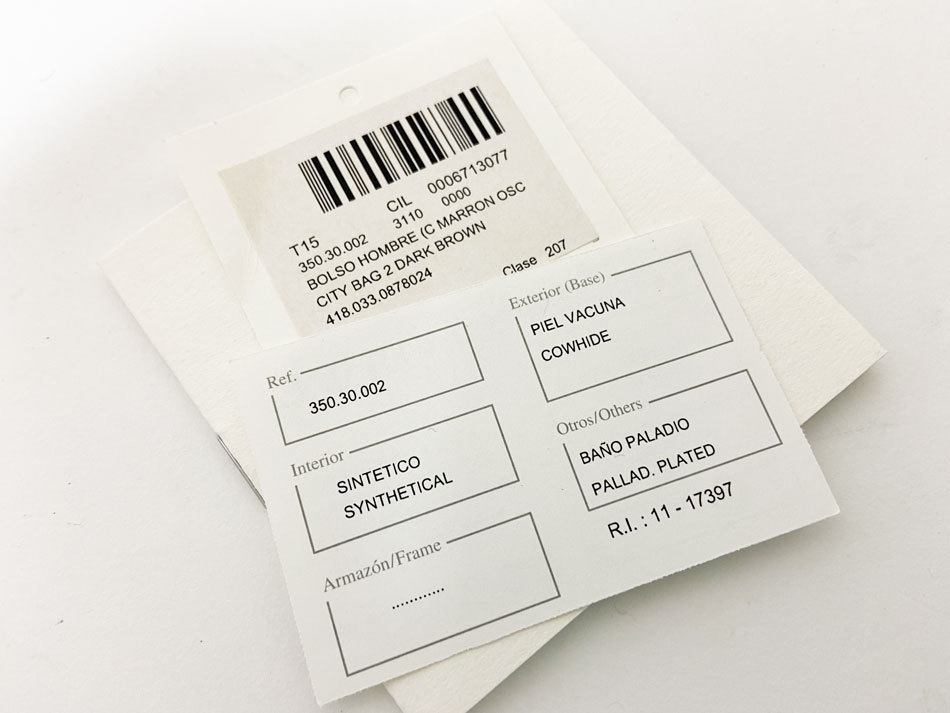 CIL 0006713077
T15 3110 0000
350.30.002
BOLSO HOMBRE (C MARRON OSC
CITY BAG 2 DARK BROWN
418.033.0878024
Clase 207
Ref.
350.30.002
Interior
SINTETICO
SYNTHETICAL
Armazón/Frame
............
Exterior (Base)
PIEL VACUNA
COWHIDE
Otros/Others
BAÑO PALADIO
PALLAD. PLATED
R.I. : 11 - 17397